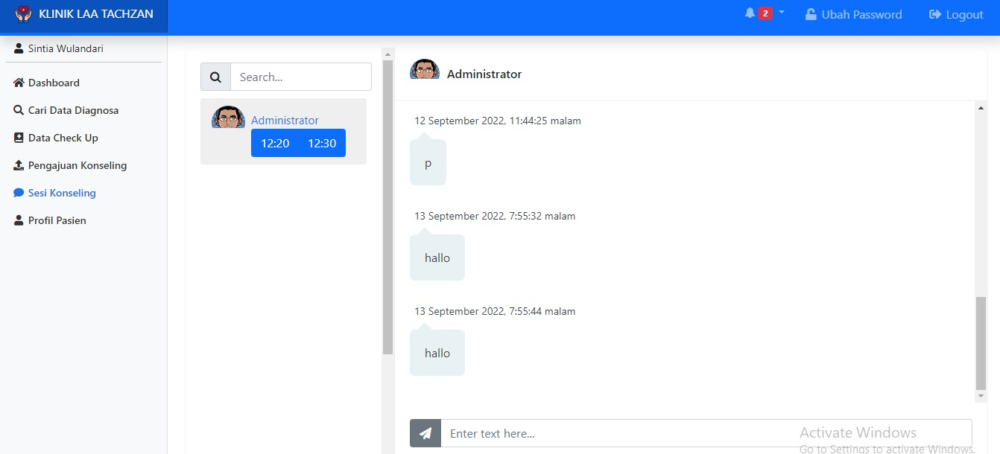 KLINIK LAA TACHZAN
2
Ubah Password
Logout
Sintia Wulandari
Dashboard
Cari Data Diagnosa
Data Check Up
Pengajuan Konseling
Sesi Konseling
Profil Pasien
Search...
Administrator
12:20 12:30
Administrator
12 September 2022, 11:44:25 malam
p
13 September 2022, 7:55:32 malam
hallo
13 September 2022, 7:55:44 malam
hallo
Enter text here...
Activate Windows
Go to Settings to activate Windows.